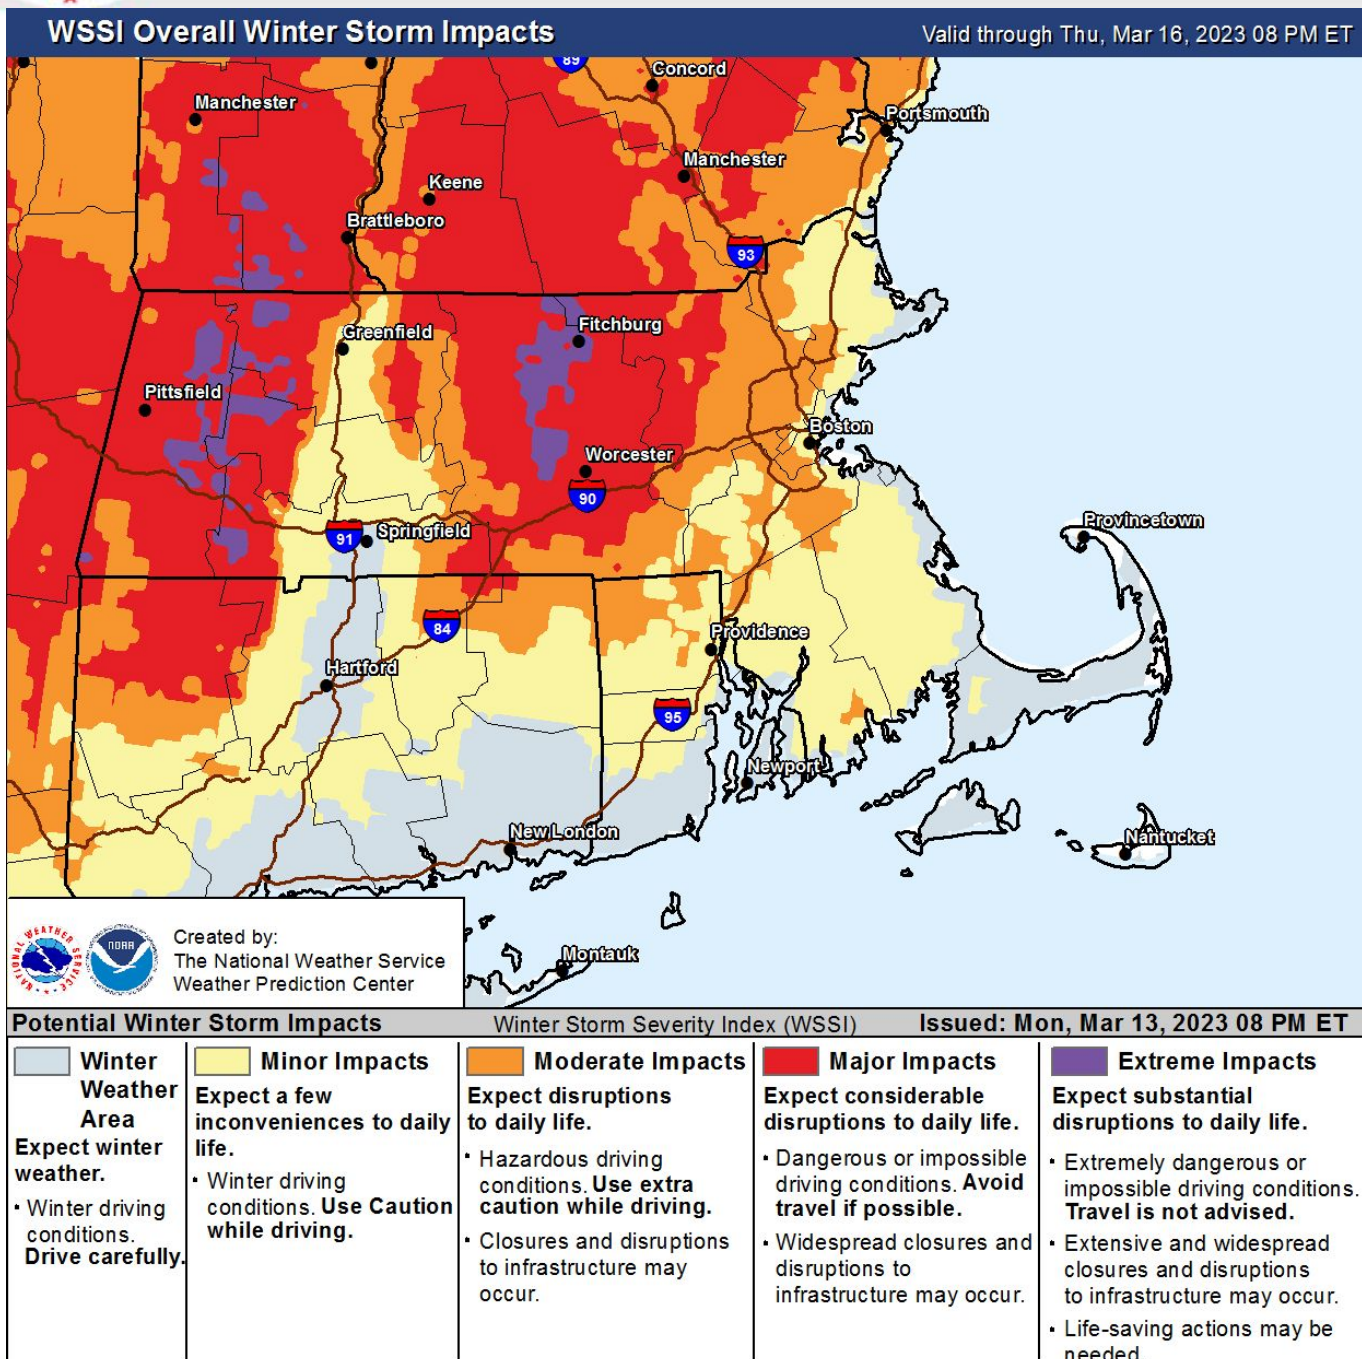 WSSI Overall Winter Storm Impacts
Valid through Thu, Mar 16, 2023 08 PM ET
89
Concord
Manchester
Portsmouth
Manchester
Keene
Brattleboro
93
Greenfield
Fitchburg
Pittsfield
Boston
Worcester
90
Provincetown
91
Springfield
84
Providence
Hartford
95
Newport
New London
Nantucket
Montauk
NATIONAL WEATHER SERVICE
NOAA
Created by:
The National Weather Service
Weather Prediction Center
Potential Winter Storm Impacts
Winter Storm Severity Index (WSSI)
Issued: Mon, Mar 13, 2023 08 PM ET
Winter
Weather
Area
Expect winter
weather.
· Winter driving
conditions.
Drive carefully.
Minor Impacts
Expect a few
inconveniences to daily
life.
· Winter driving
conditions. Use Caution
while driving.
Moderate Impacts
Expect disruptions
to daily life.
· Hazardous driving
conditions. Use extra
caution while driving.
· Closures and disruptions
to infrastructure may
occur.
Major Impacts
Expect considerable
disruptions to daily life.
· Dangerous or impossible
driving conditions. Avoid
travel if possible.
· Widespread closures and
disruptions to
infrastructure may occur.
Extreme Impacts
Expect substantial
disruptions to daily life.
· Extremely dangerous or
impossible driving conditions.
Travel is not advised.
· Extensive and widespread
closures and disruptions
to infrastructure may occur.
· Life-saving actions may be
needed.